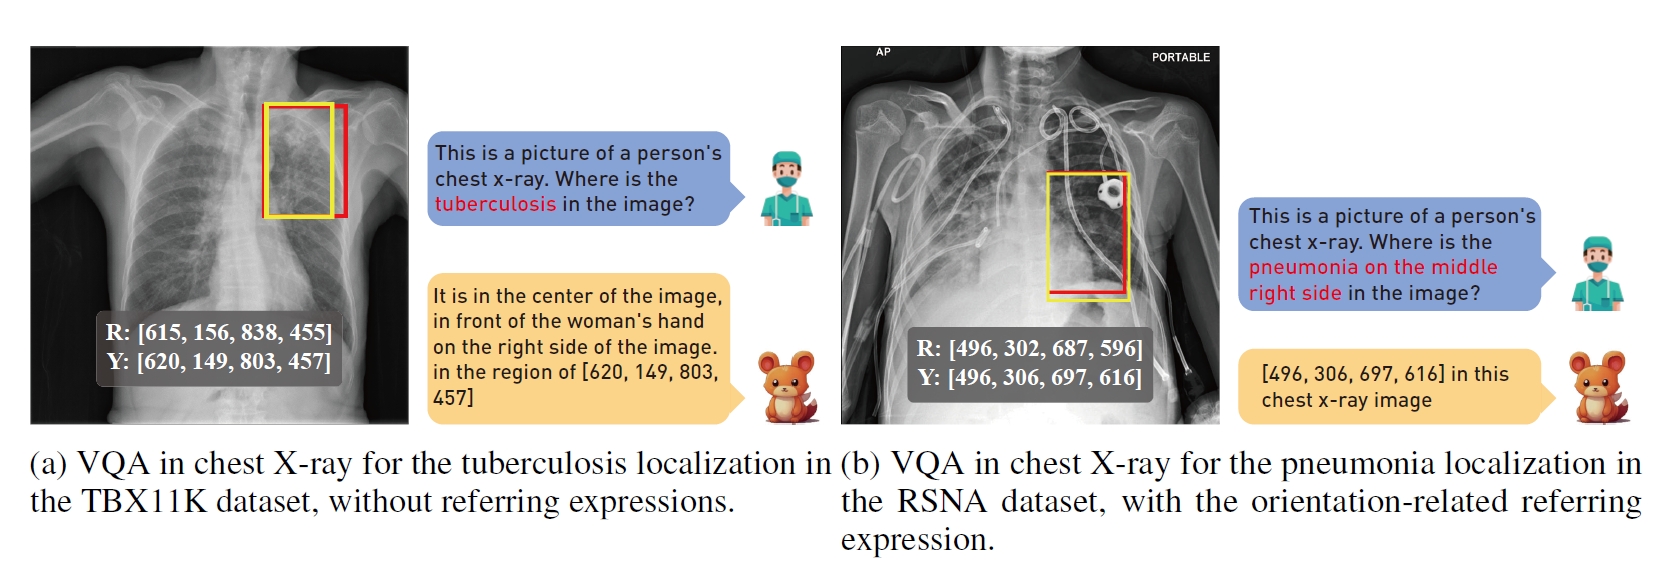 This is a picture of a person's
chest x-ray. Where is the
tuberculosis in the image?
It is in the center of the image,
in front of the woman's hand
on the right side of the image.
in the region of [620, 149, 803,
457]
R: [615, 156, 838, 455]
Y: [620, 149, 803, 457]
(a) VQA in chest X-ray for the tuberculosis localization in
the TBX11K dataset, without referring expressions.
AP
PORTABLE
This is a picture of a person's
chest x-ray. Where is the
pneumonia on the middle
right side in the image?
R: [496, 302, 687, 596]
Y: [496, 306, 697, 616]
[496, 306, 697, 616] in this
chest x-ray image
(b) VQA in chest X-ray for the pneumonia localization in
the RSNA dataset, with the orientation-related referring
expression.